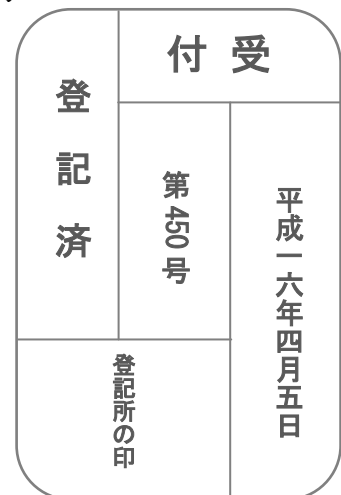 受付
平成一六年四月五日
第450号
登記済
登記所の印